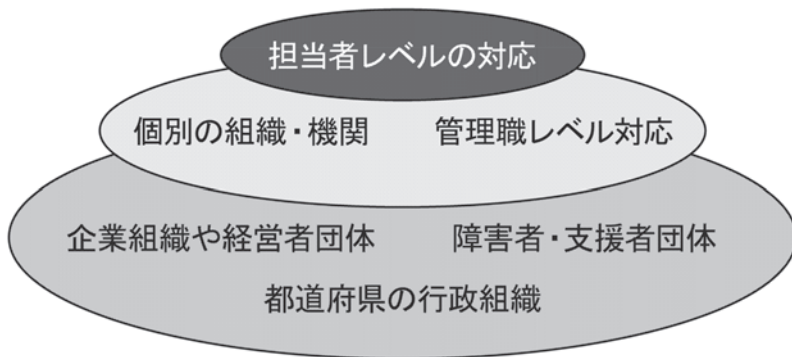 担当者レベルの対応
個別の組織・機関　管理職レベル対応
企業組織や経営者団体　障害者・支援者団体
都道府県の行政組織